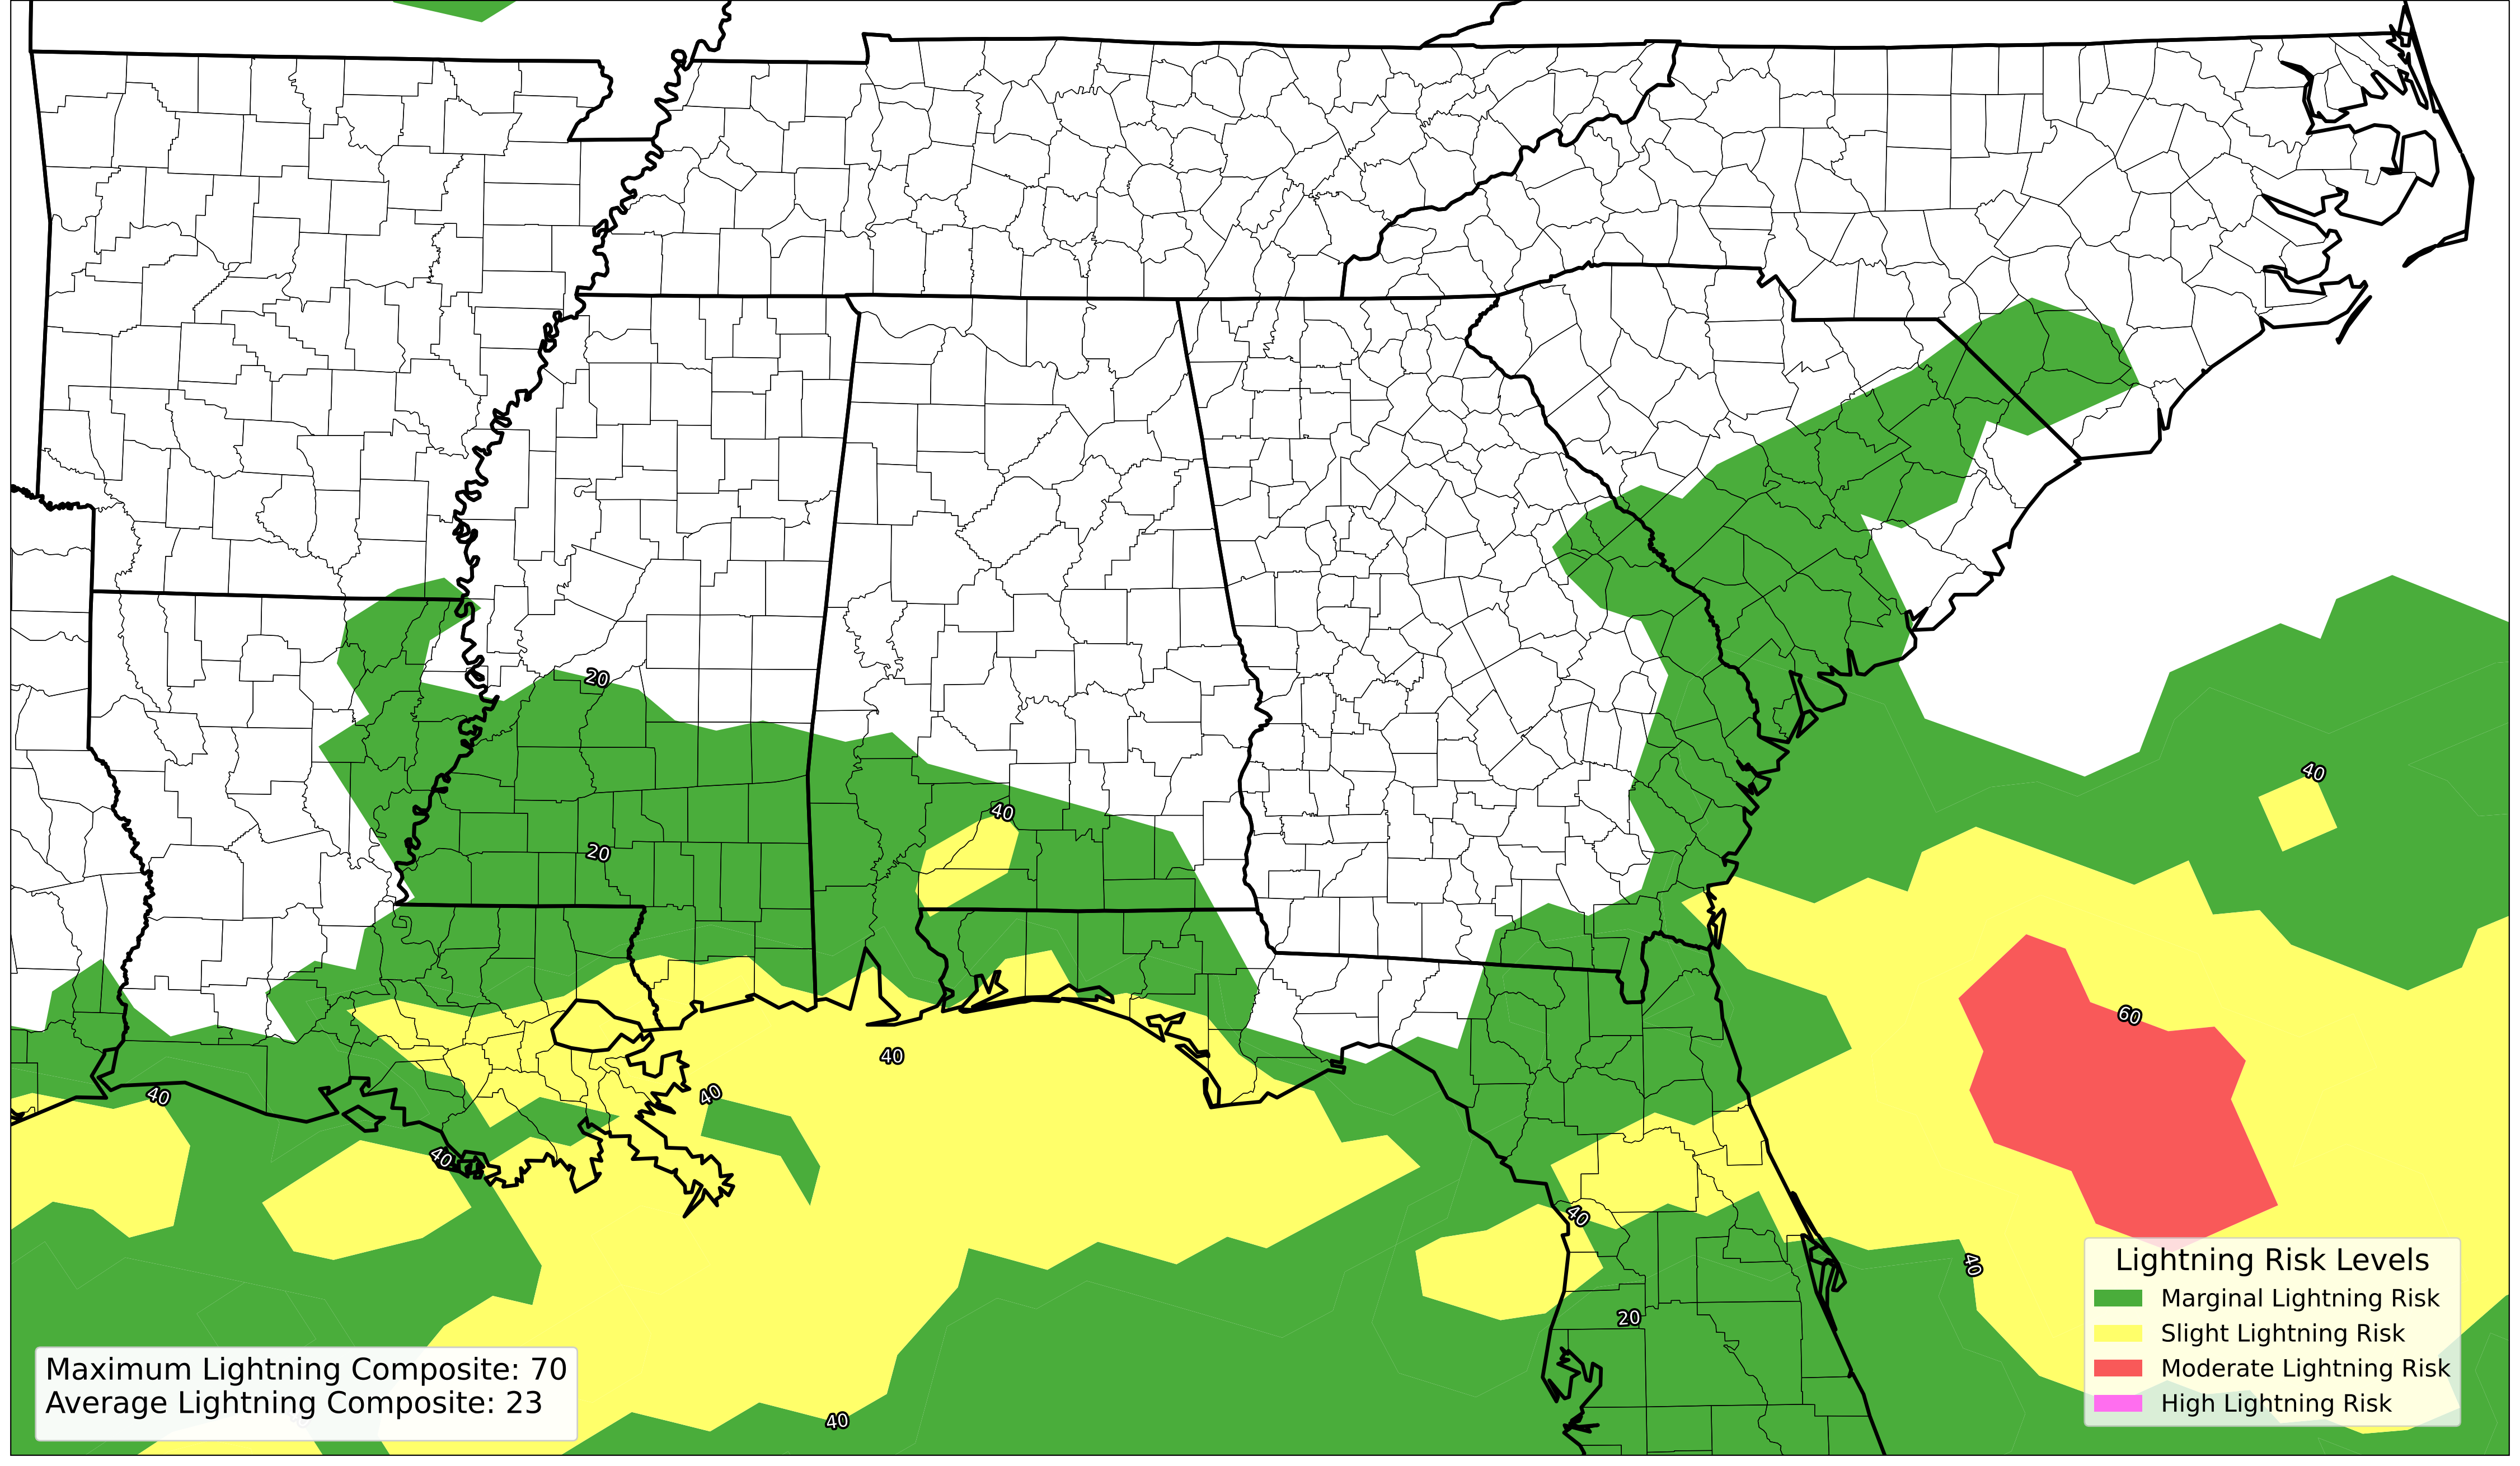 20
40
40
20
60
40
40
40
40
40
40
20
40
Lightning Risk Levels
Marginal Lightning Risk
Slight Lightning Risk
Moderate Lightning Risk
High Lightning Risk
Maximum Lightning Composite: 70
Average Lightning Composite: 23